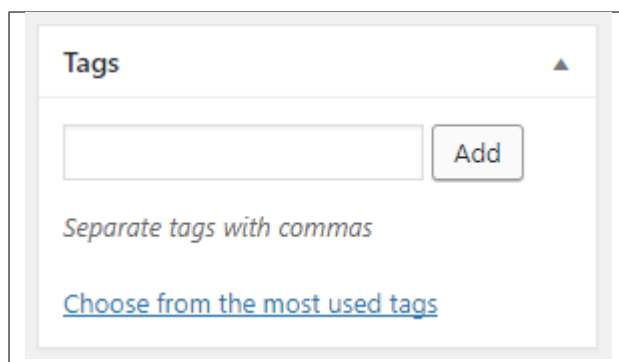 Tags
Add
Separate tags with commas
Choose from the most used tags